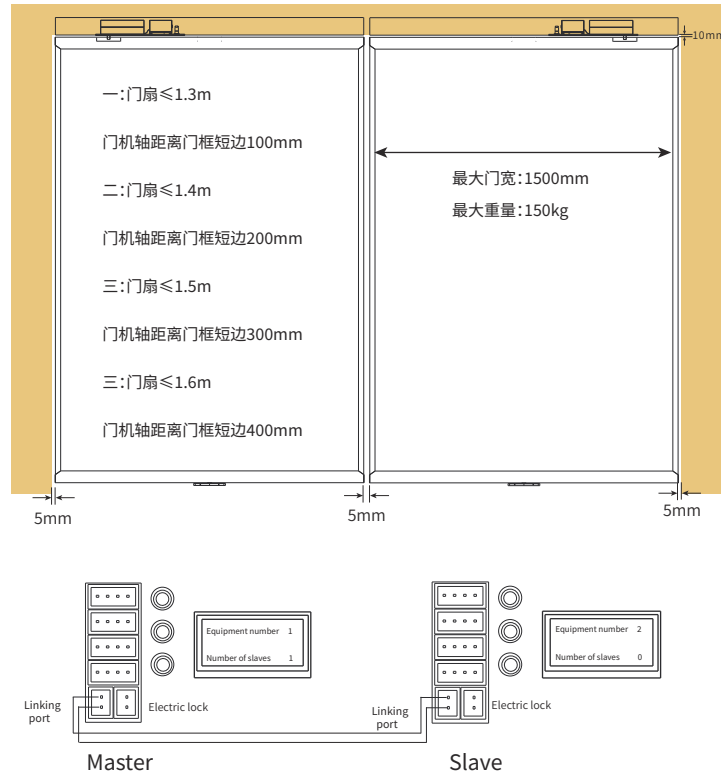 10mm
一:门扇≤1.3m
门机轴距离门框短边100mm
二:门扇≤1.4m
门机轴距离门框短边200mm
三:门扇≤1.5m
门机轴距离门框短边300mm
三:门扇≤1.6m
门机轴距离门框短边400mm
最大门宽:1500mm
最大重量:150kg
5mm
5mm
5mm
Equipment number 1
Number of slaves 1
Linking
port
Electric lock
Master
Equipment number 2
Number of slaves 0
Linking
port
Electric lock
Slave